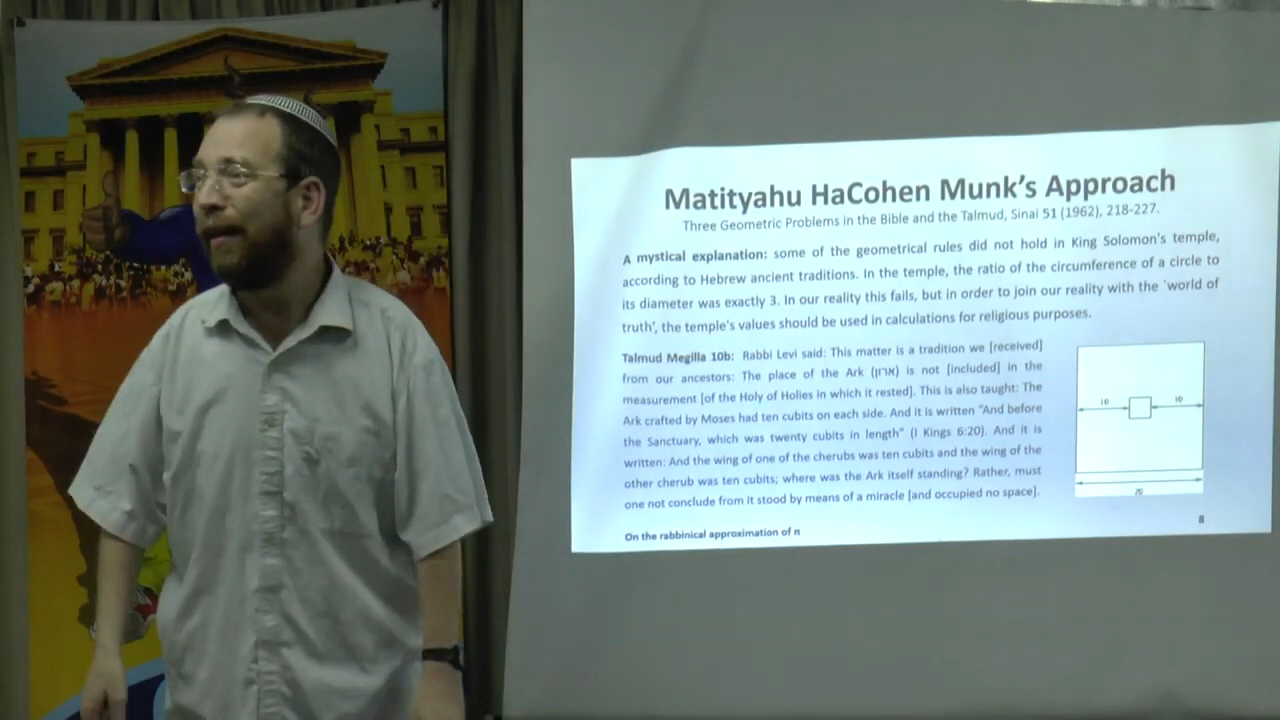 Matityahu HaCohen Munk's Approach
Three Geometric Problems in the Bible and the Talmud, Sinai 51 (1962), 218-227.
A mystical explanation: some of the geometrical rules did not hold in King Solomon's temple,
according to Hebrew ancient traditions. In the temple, the ratio of the circumference of a circle to
its diameter was exactly 3. In our reality this fails, but in order to join our reality with the `world of
truth', the temple's values should be used in calculations for religious purposes.
Talmud Megilla 10b: Rabbi Levi said: This matter is a tradition we [received]
from our ancestors: The place of the Ark (ארון) is not [included] in the
measurement [of the Holy of Holies in which it rested]. This is also taught: The
Ark crafted by Moses had ten cubits on each side. And it is written "And before
the Sanctuary, which was twenty cubits in length" (I Kings 6:20). And it is
written: And the wing of one of the cherubs was ten cubits and the wing of the
other cherub was ten cubits; where was the Ark itself standing? Rather, must
one not conclude from it stood by means of a miracle [and occupied no space].
10 10
20
On the rabbinical approximation of π
8